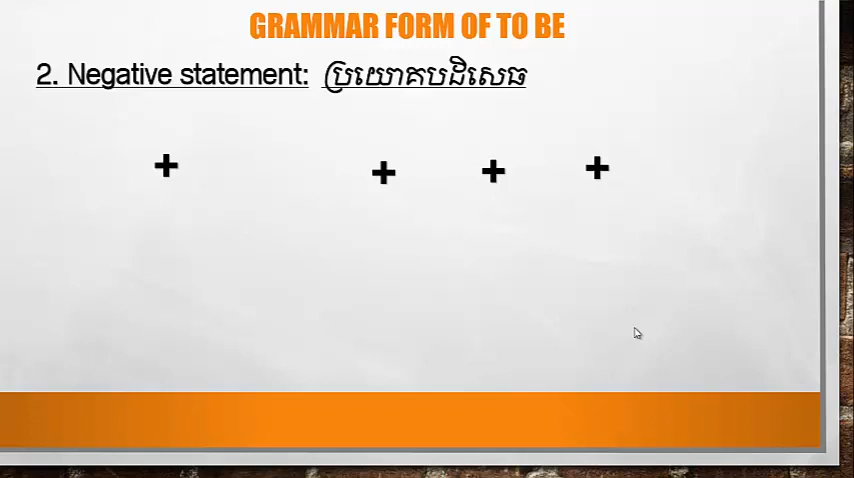 GRAMMAR FORM OF TO BE
2. Negative statement: ប្រយោគបដិសេធ
+ + + +